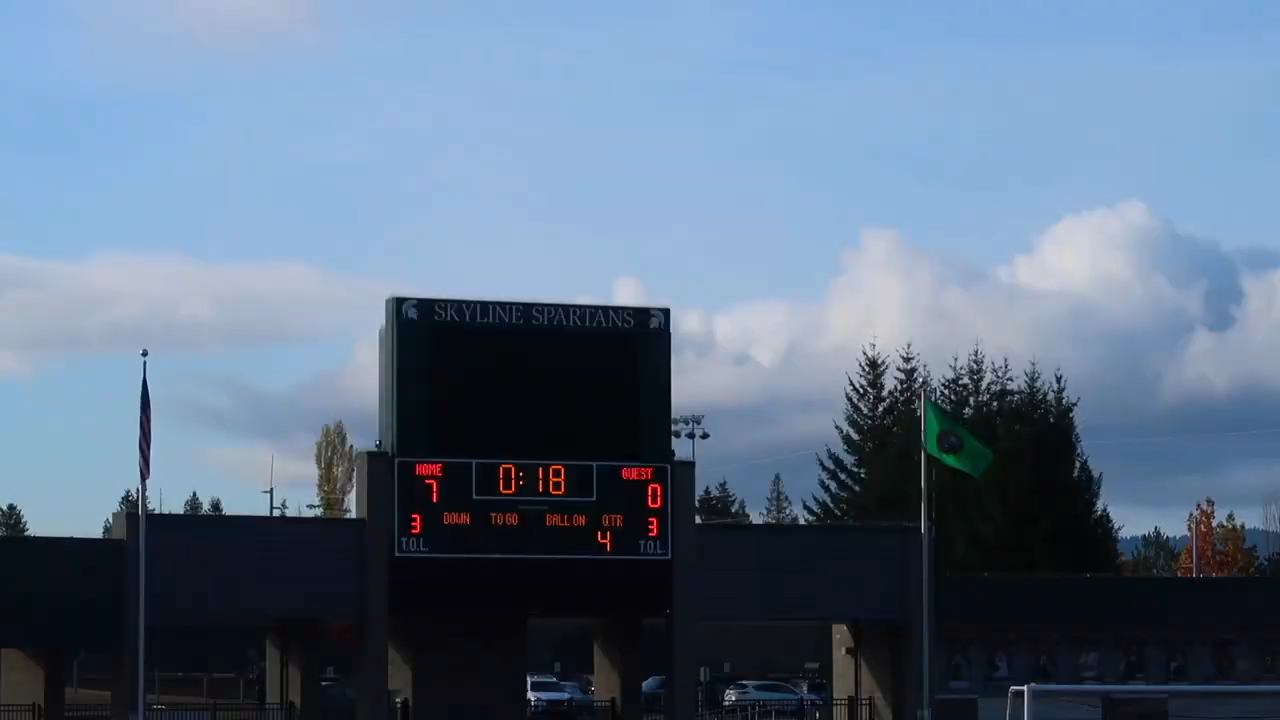 SKYLINE SPARTANS
HOME 0:18 GUEST
7 0
3 DOWN TO GO BALL ON QTR 3
T.O.L. 4 T.O.L.